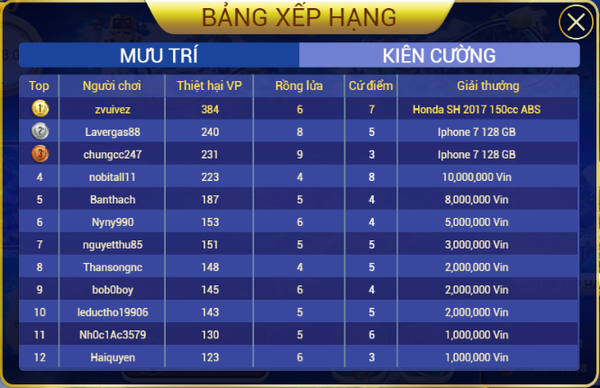 BẢNG XẾP HẠNG
MƯU TRÍ KIÊN CƯỜNG
Top Người chơi Thiệt hại VP Rồng lửa Cứ điểm Giải thưởng
1 zvuivez 384 6 7 Honda SH 2017 150cc ABS
2 Lavergas88 240 8 5 Iphone 7 128 GB
3 chungcc247 231 9 3 Iphone 7 128 GB
4 nobitall11 223 4 8 10,000,000 Vin
5 Banthach 187 5 4 8,000,000 Vin
6 Nyny990 153 6 4 5,000,000 Vin
7 nguyetthu85 151 5 5 3,000,000 Vin
8 Thansongnc 148 4 5 2,000,000 Vin
9 bob0boy 145 6 4 2,000,000 Vin
10 leductho19906 143 5 5 2,000,000 Vin
11 Nh0c1Ac3579 130 5 6 1,000,000 Vin
12 Haiquyen 123 6 3 1,000,000 Vin